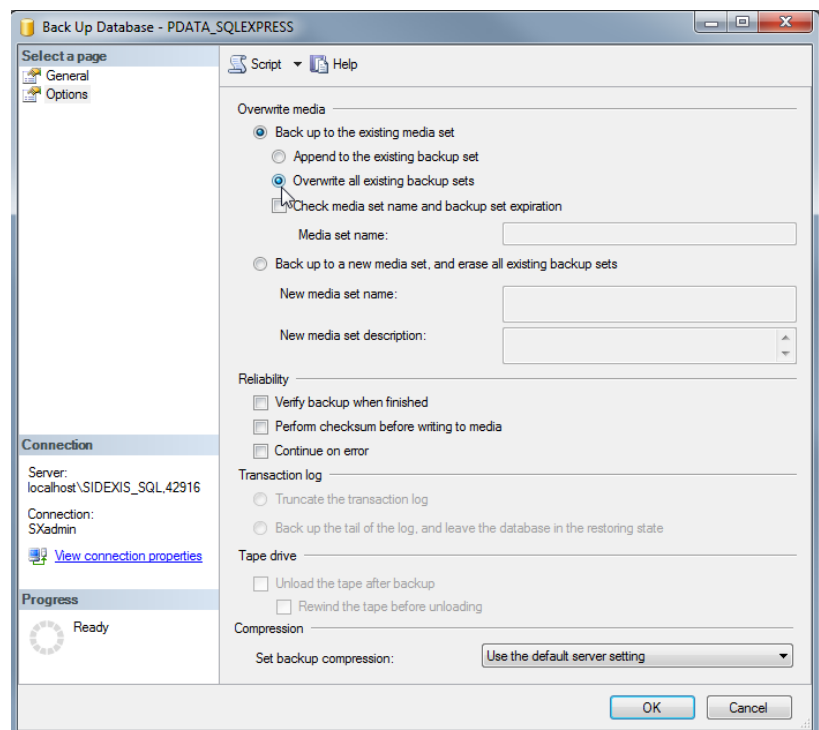 Back Up Database - PDATA_SQLEXPRESS
Select a page
General
Options
Script
Help
Overwrite media
Back up to the existing media set
Append to the existing backup set
Overwrite all existing backup sets
Check media set name and backup set expiration
Media set name:
Back up to a new media set, and erase all existing backup sets
New media set name:
New media set description:
Reliability
Verify backup when finished
Perform checksum before writing to media
Continue on error
Transaction log
Truncate the transaction log
Back up the tail of the log, and leave the database in the restoring state
Tape drive
Unload the tape after backup
Rewind the tape before unloading
Compression
Set backup compression:
Use the default server setting
Connection
Server:
localhost\SIDEXIS_SQL,42916
Connection:
SXadmin
View connection properties
Progress
Ready
OK
Cancel